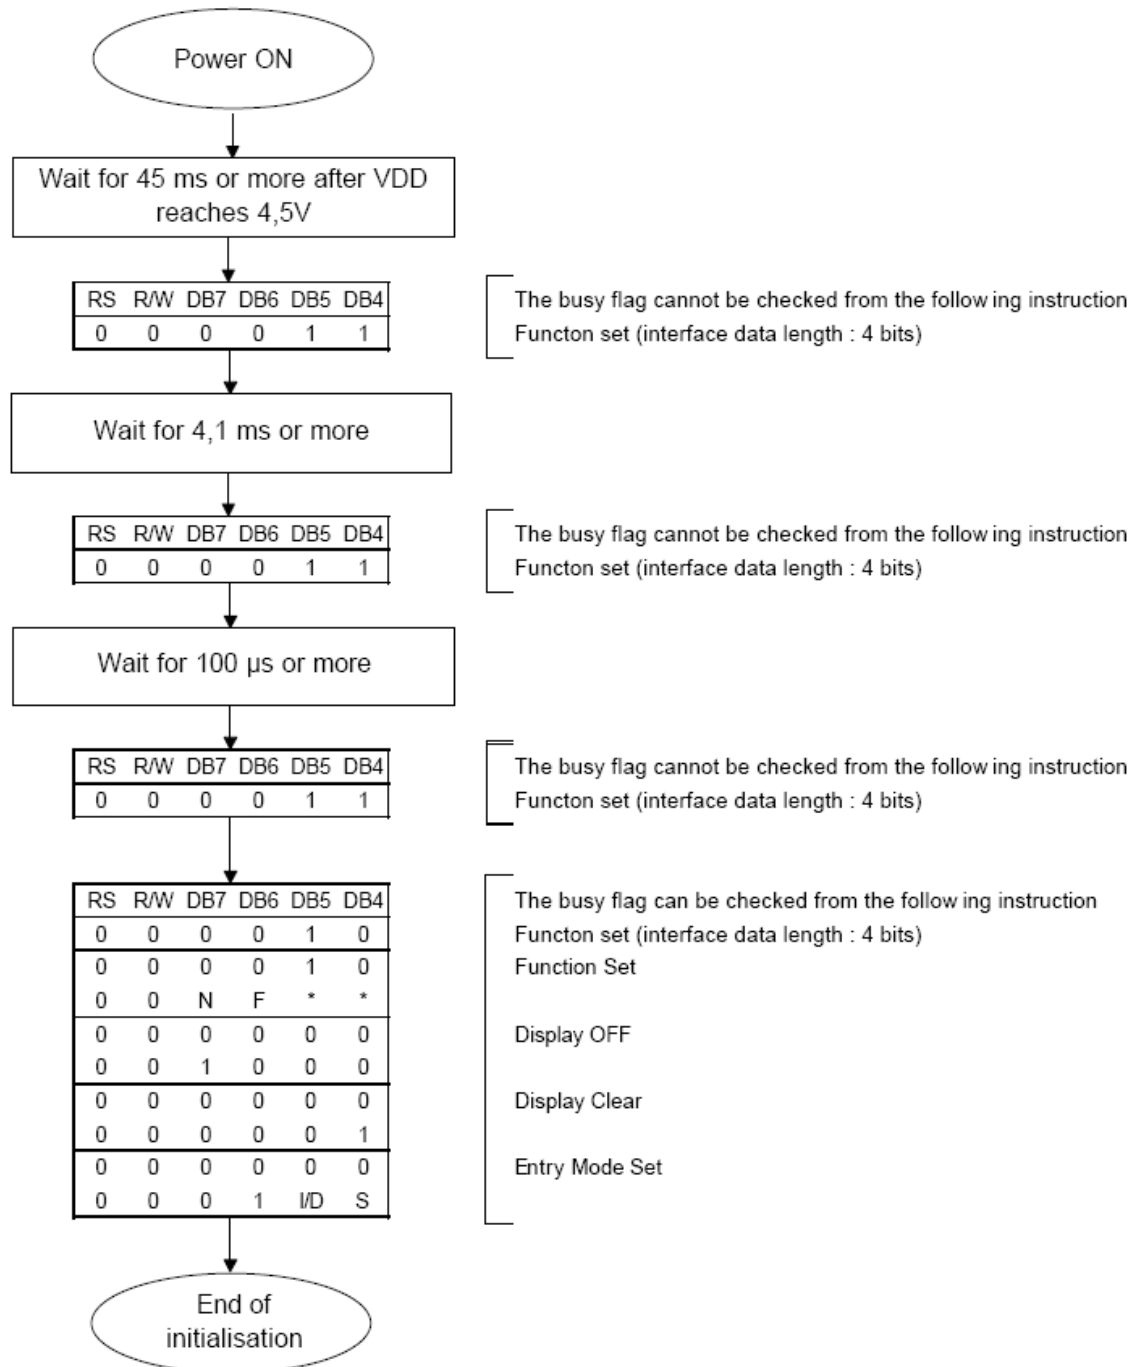 Power ON
Wait for 45 ms or more after VDD
reaches 4,5V
RS R/W DB7 DB6 DB5 DB4 The busy flag cannot be checked from the following instruction
0 0 0 0 1 1 Functon set (interface data length : 4 bits)
Wait for 4,1 ms or more
RS R/W DB7 DB6 DB5 DB4 The busy flag cannot be checked from the following instruction
0 0 0 0 1 1 Functon set (interface data length : 4 bits)
Wait for 100 µs or more
RS R/W DB7 DB6 DB5 DB4 The busy flag cannot be checked from the following instruction
0 0 0 0 1 1 Functon set (interface data length : 4 bits)
RS R/W DB7 DB6 DB5 DB4 The busy flag can be checked from the following instruction
0 0 0 0 1 0 Functon set (interface data length : 4 bits)
0 0 0 0 1 0 Function Set
0 0 N F * *
0 0 0 0 0 0 Display OFF
0 0 1 0 0 0
0 0 0 0 0 0 Display Clear
0 0 0 0 0 1
0 0 0 0 0 0 Entry Mode Set
0 0 0 1 I/D S
End of
initialisation